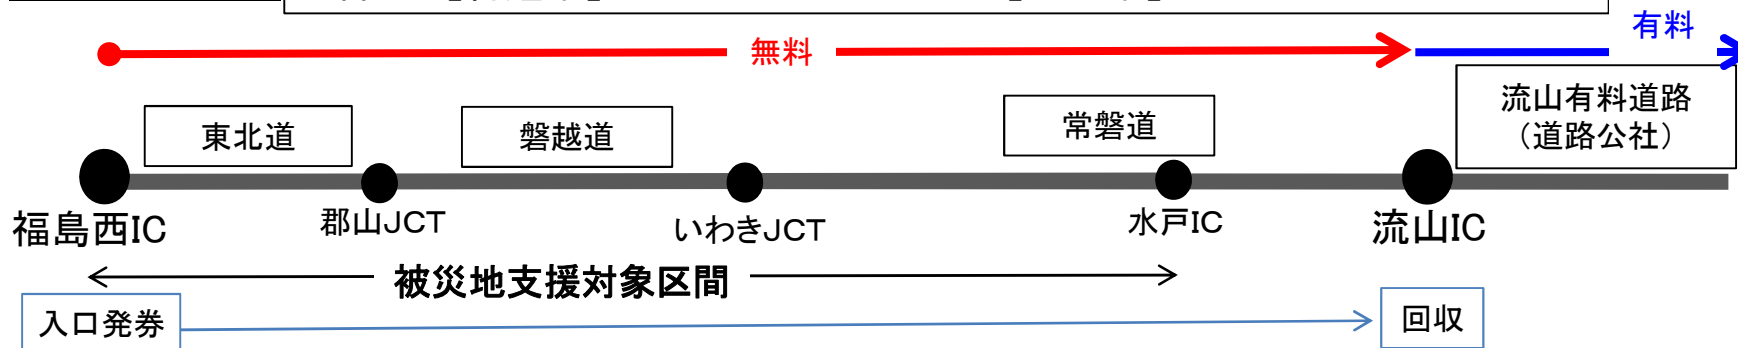 有料
無料
流山有料道路
（道路公社）
東北道
磐越道
常磐道
福島西IC
郡山JCT
いわきJCT
水戸IC
流山IC
被災地支援対象区間
入口発券
回収